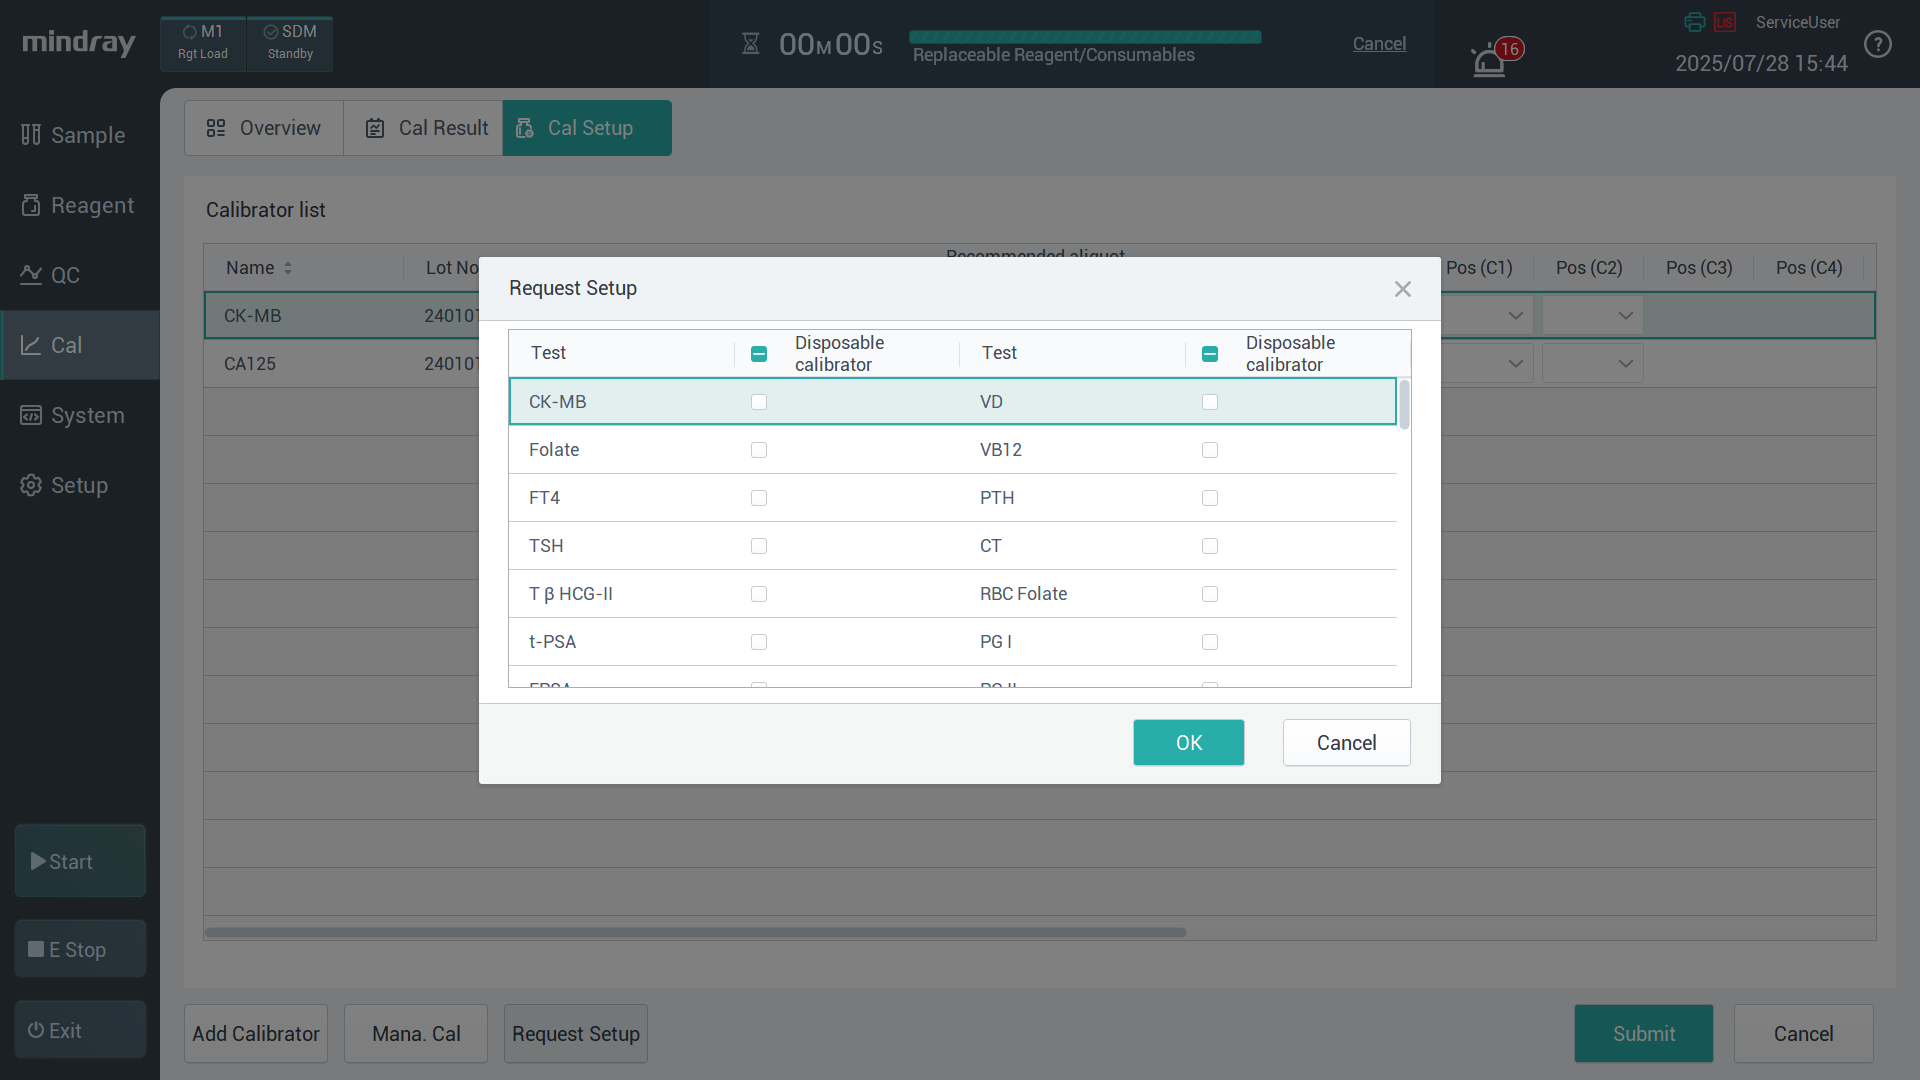 mindray
M1
Rgt Load
SDM
Standby
00M00S
Replaceable Reagent/Consumables
Cancel
16
LIS
ServiceUser
2025/07/28 15:44
?
Sample
Reagent
QC
Cal
System
Setup
Start
E Stop
Exit
Overview
Cal Result
Cal Setup
Calibrator list
Name
Lot No
Recommended aliquot
Pos (C1)
Pos (C2)
Pos (C3)
Pos (C4)
CK-MB
240101
CA125
240101
Request Setup
Test
Disposable
calibrator
Test
Disposable
calibrator
CK-MB
VD
Folate
VB12
FT4
PTH
TSH
CT
T β HCG-II
RBC Folate
t-PSA
PG I
FPSA
PG II
OK
Cancel
Add Calibrator
Mana. Cal
Request Setup
Submit
Cancel